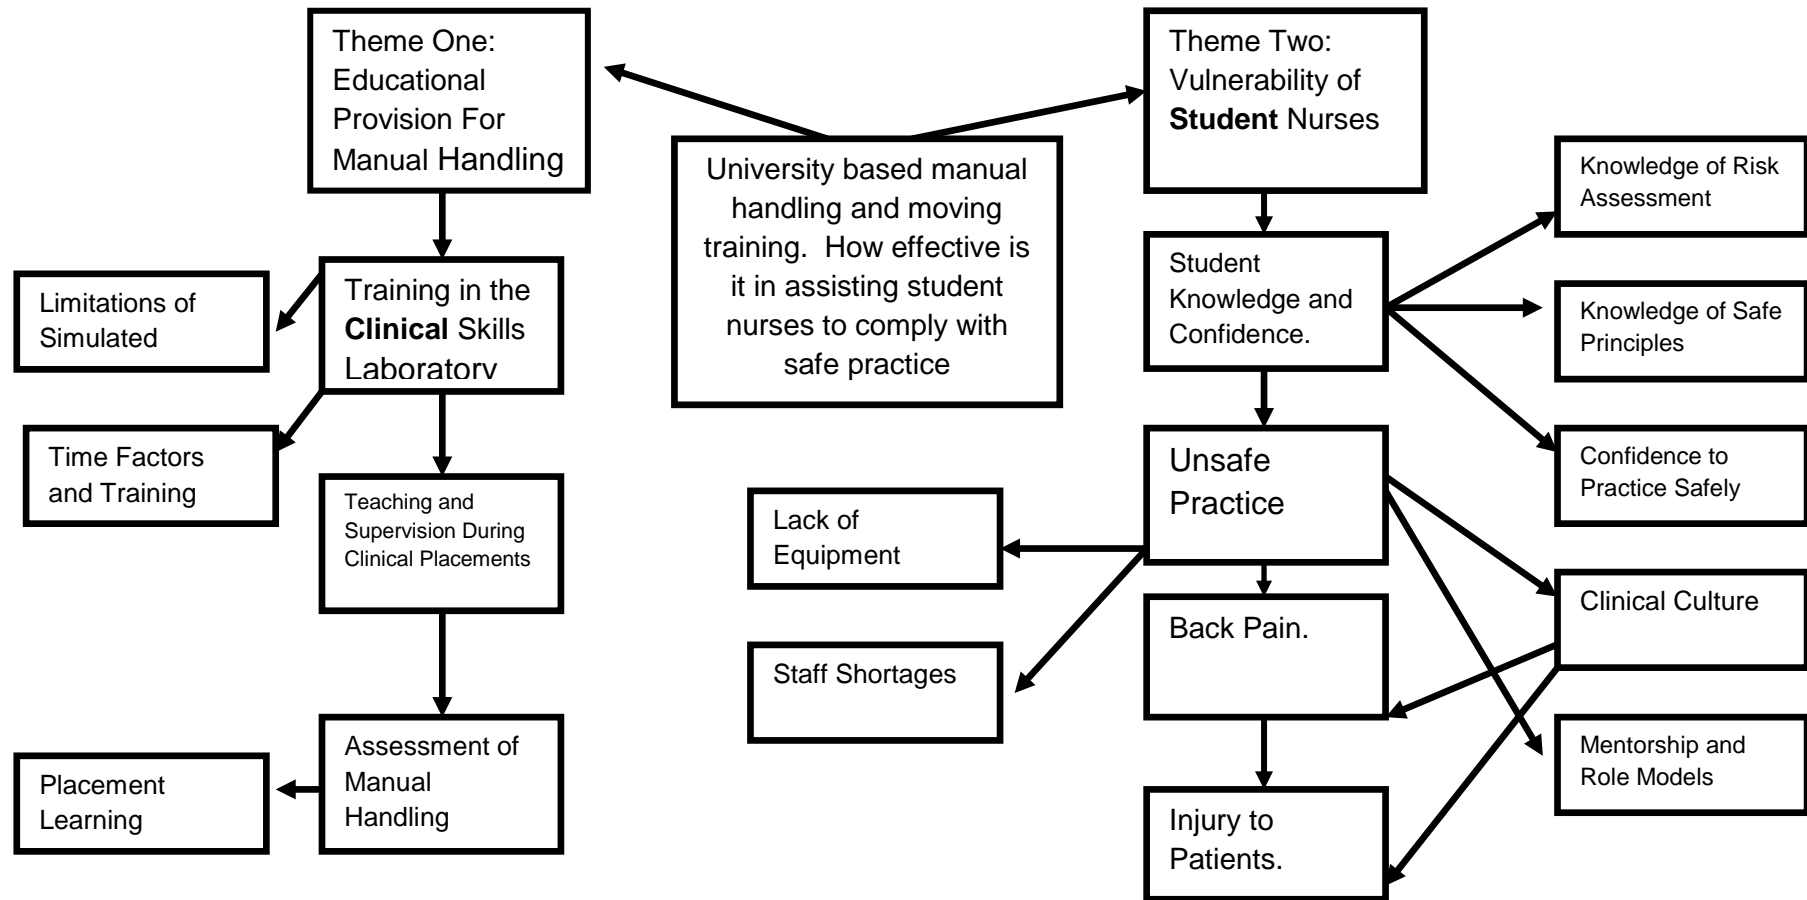 Theme One:
Educational
Provision For
Manual Handling
Theme Two:
Vulnerability of
Student Nurses
University based manual
handling and moving
training. How effective is
it in assisting student
nurses to comply with
safe practice
Training in the
Clinical Skills
Laboratory
Limitations of
Simulated
Time Factors
and Training
Teaching and
Supervision During
Clinical Placements
Assessment of
Manual
Handling
Placement
Learning
Student
Knowledge and
Confidence.
Knowledge of Risk
Assessment
Knowledge of Safe
Principles
Confidence to
Practice Safely
Unsafe
Practice
Lack of
Equipment
Staff Shortages
Back Pain.
Clinical Culture
Mentorship and
Role Models
Injury to
Patients.